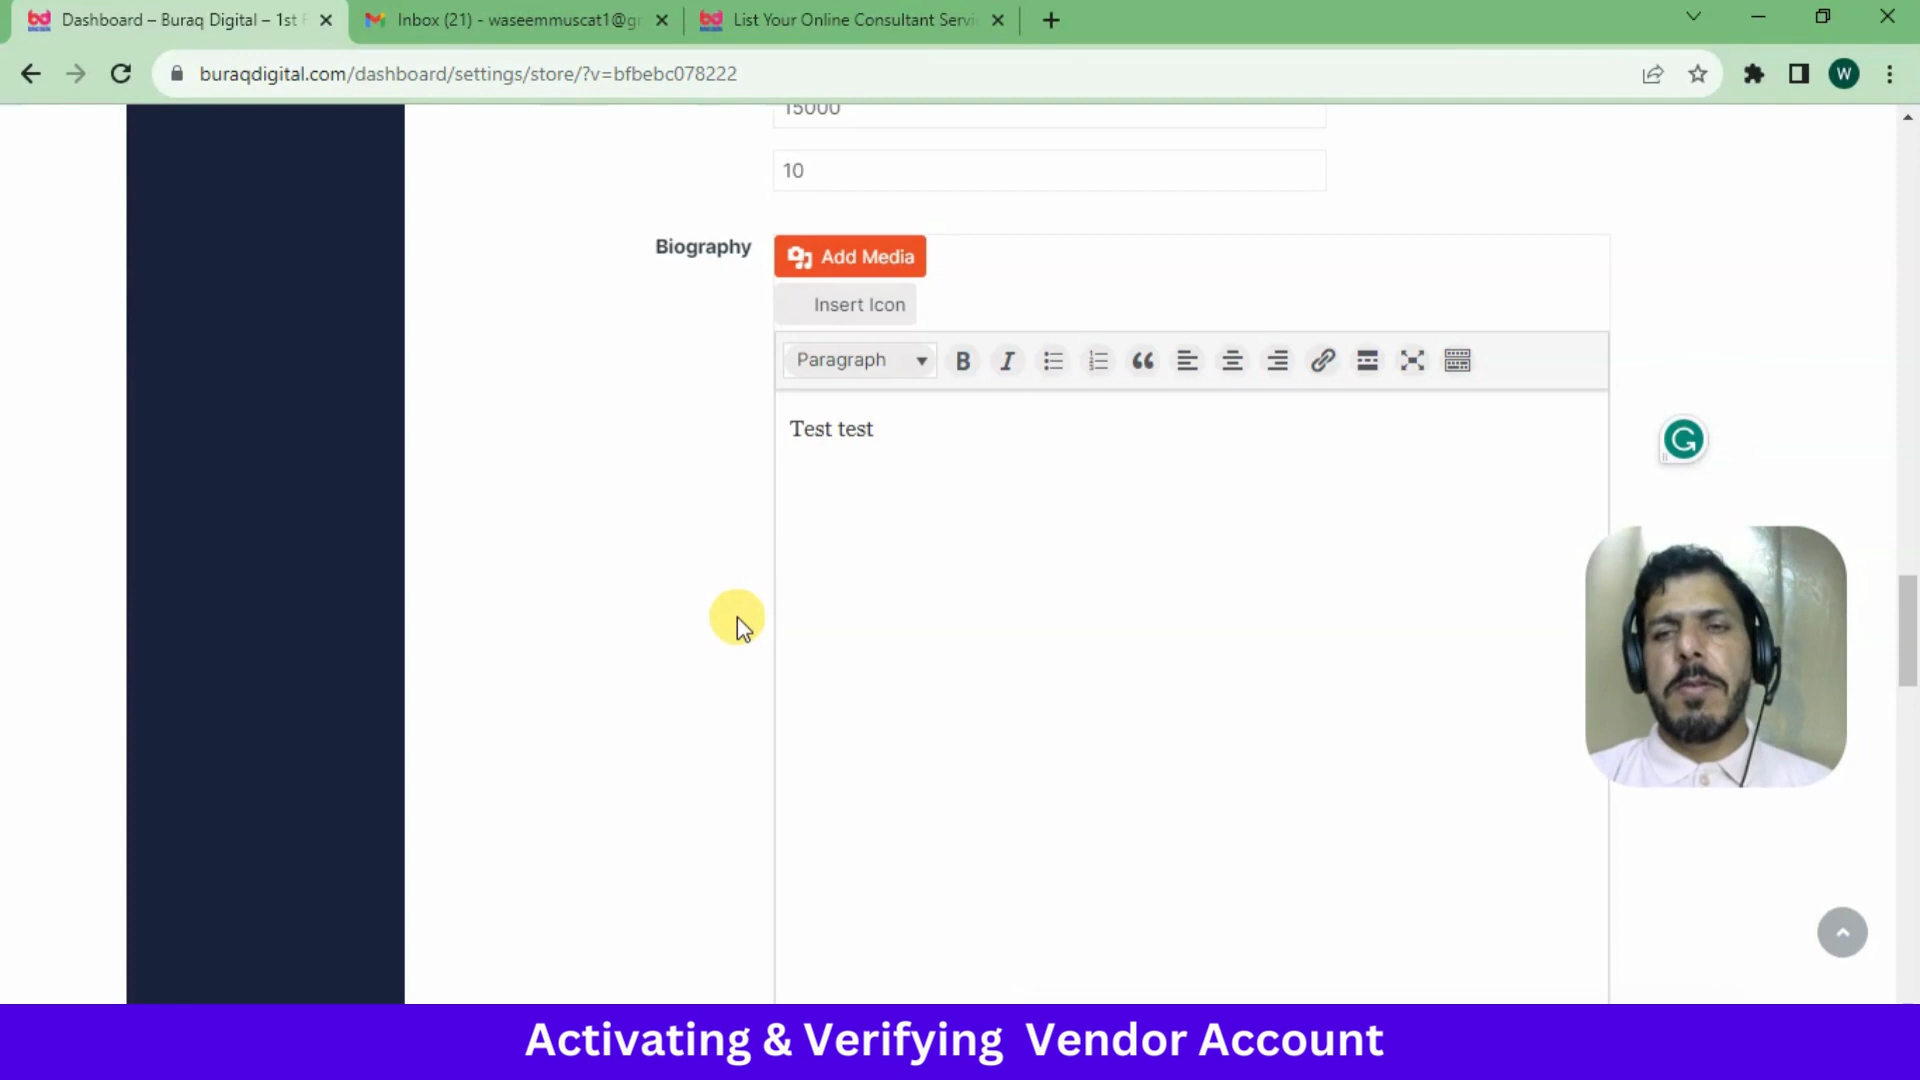 Dashboard – Buraq Digital – 1st F
Inbox (21) - waseemmuscat1@gr
List Your Online Consultant Servi
buraqdigital.com/dashboard/settings/store/?v=bfbebc078222
W
15000
10
Biography
Add Media
Insert Icon
Paragraph
B
I
Test test
Activating & Verifying Vendor Account